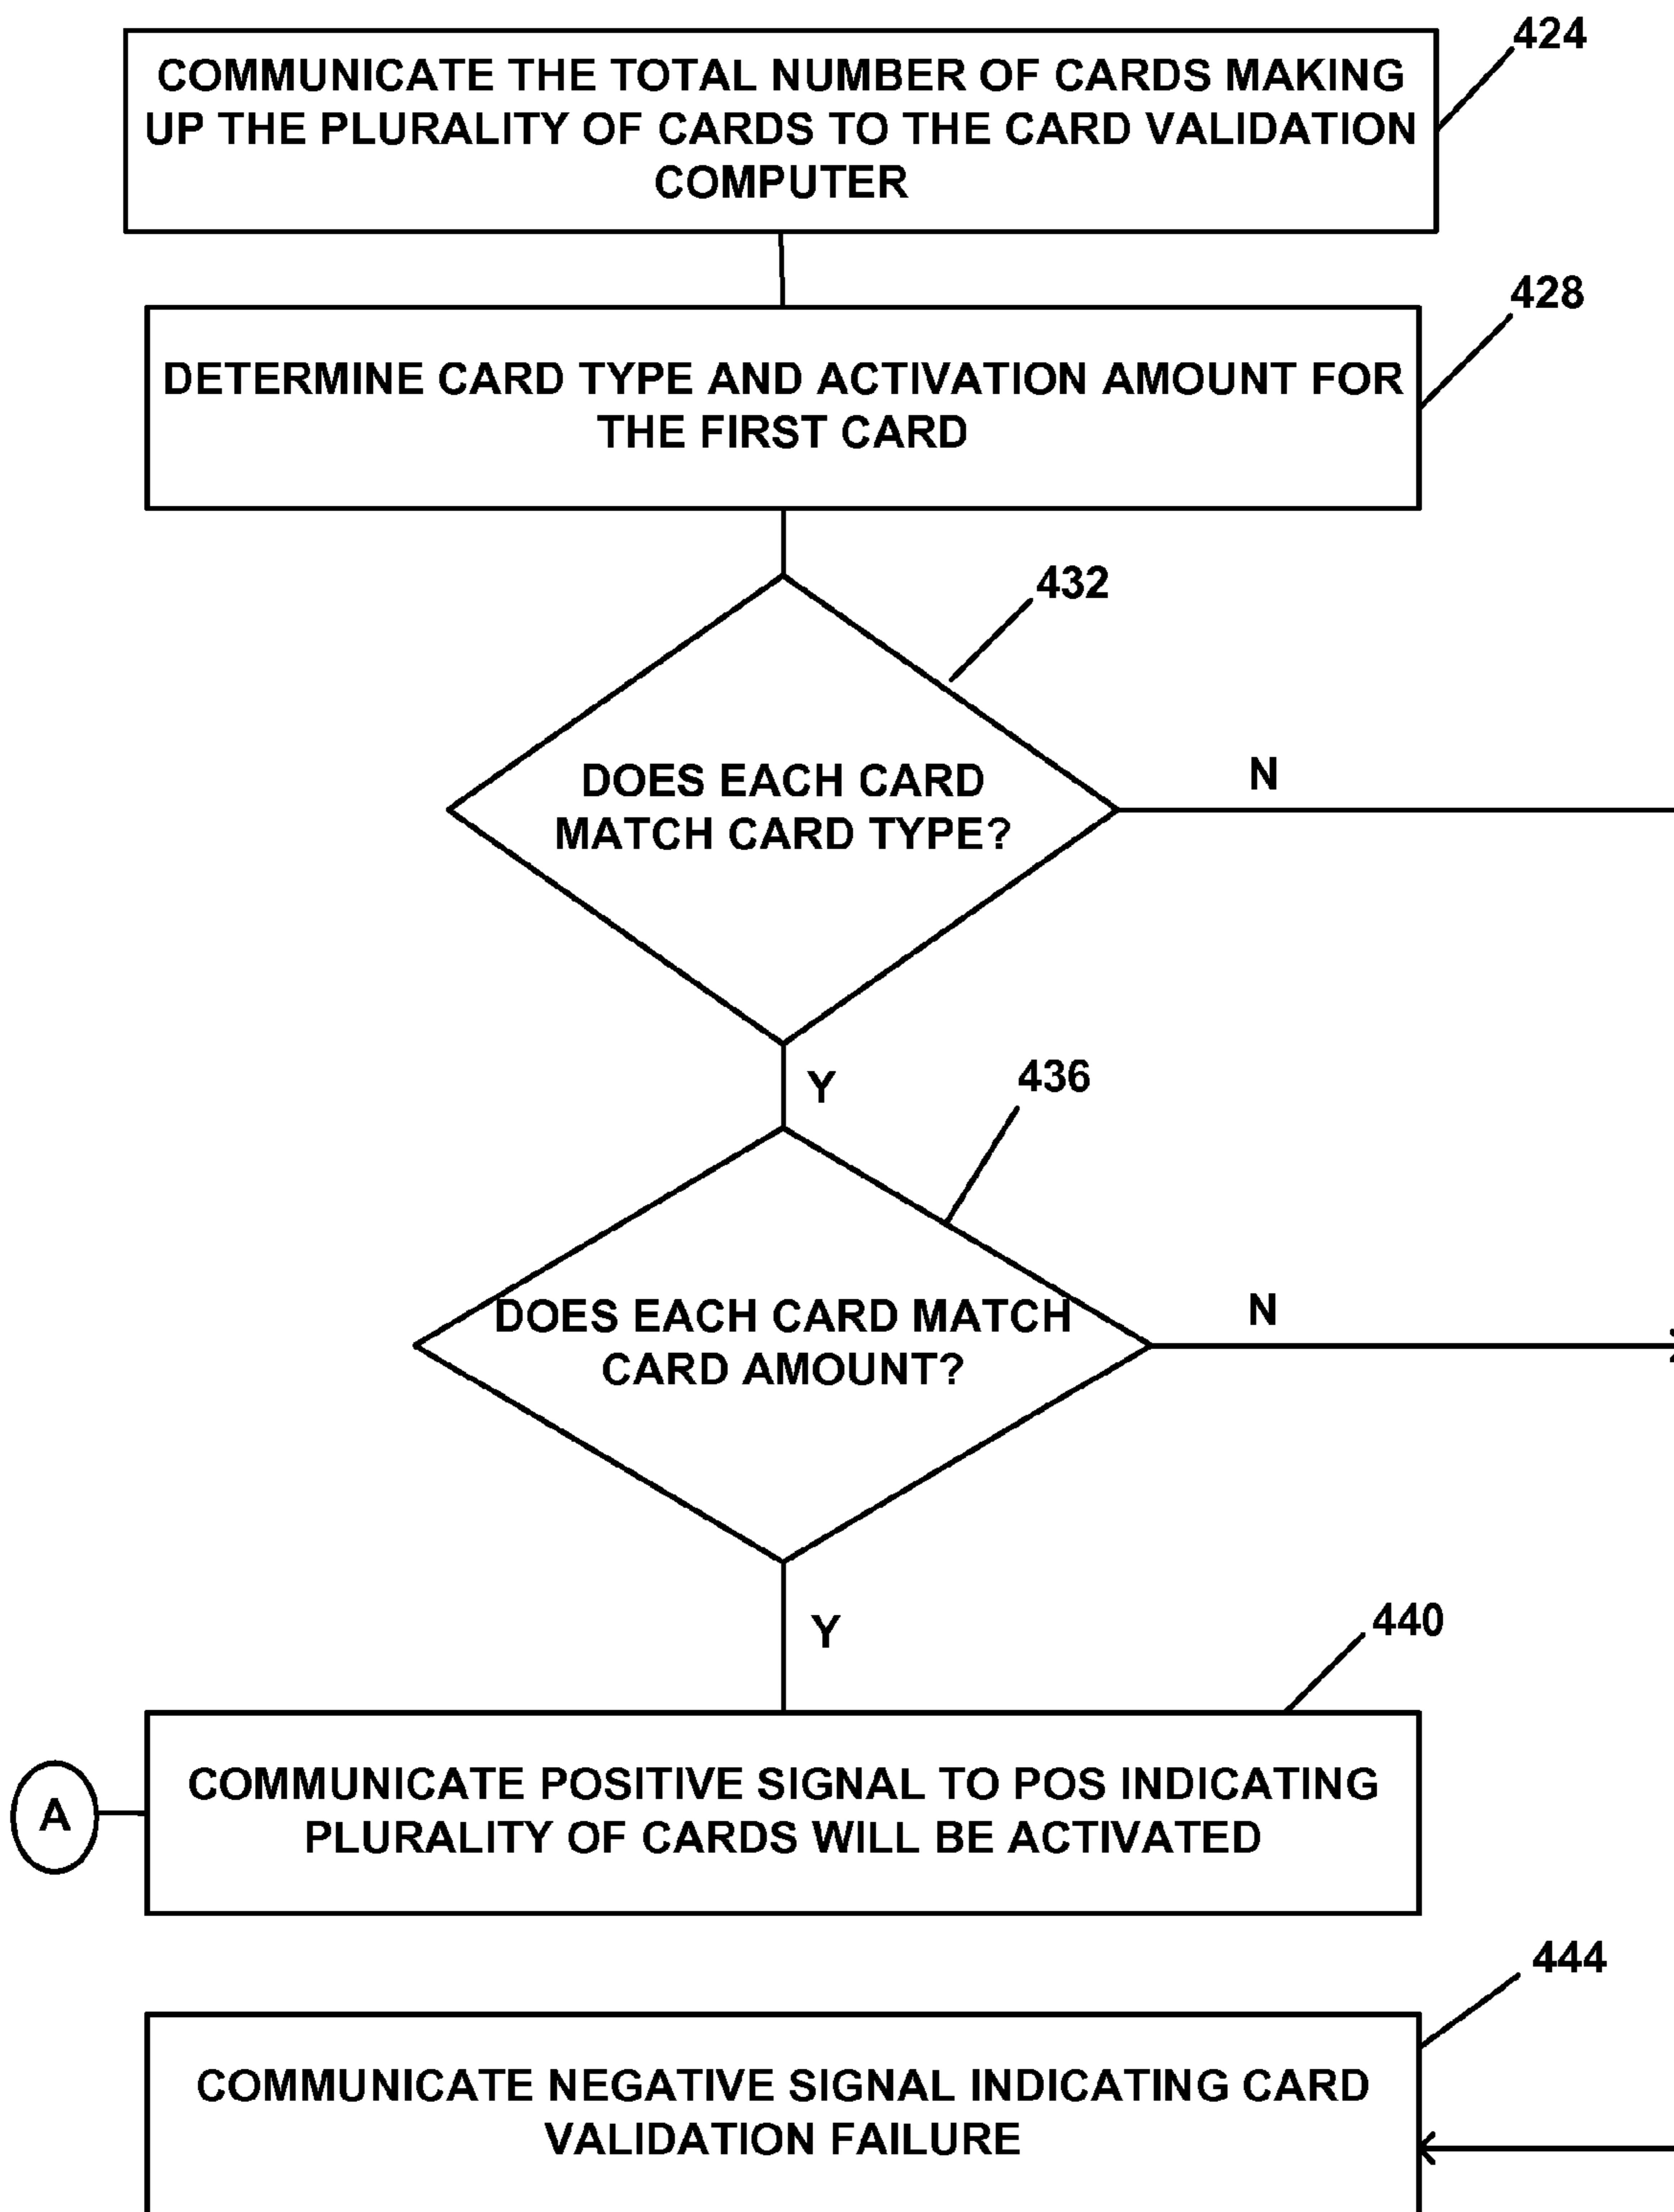 424
COMMUNICATE THE TOTAL NUMBER OF CARDS MAKING
UP THE PLURALITY OF CARDS TO THE CARD VALIDATION
COMPUTER
428
DETERMINE CARD TYPE AND ACTIVATION AMOUNT FOR
THE FIRST CARD
432
DOES EACH CARD
MATCH CARD TYPE?
N
Y
436
DOES EACH CARD MATCH
CARD AMOUNT?
N
Y
440
COMMUNICATE POSITIVE SIGNAL TO POS INDICATING
PLURALITY OF CARDS WILL BE ACTIVATED
A
444
COMMUNICATE NEGATIVE SIGNAL INDICATING CARD
VALIDATION FAILURE